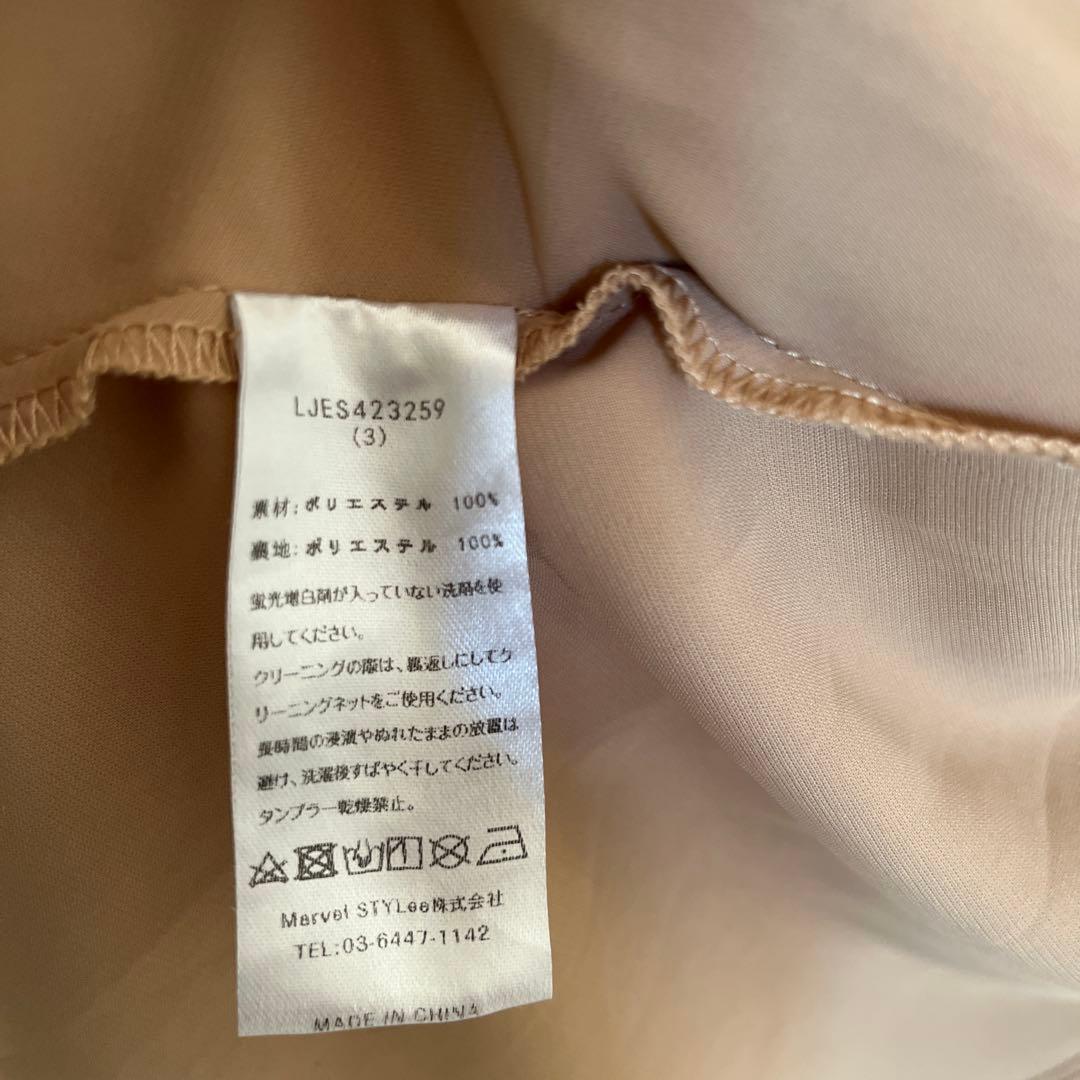 LJES423259
(3)
素材:ポリエステル 100%
裏地:ポリエステル 100%
蛍光増白剤が入っていない洗剤を使
用してください。
クリーニングの際は、裏返しにしてク
リーニングネットをご使用ください。
長時間の浸漬やぬれたままの放置は
避け、洗濯後すばやく干してください。
タンブラー乾燥禁止。
Marvel STYLee株式会社
TEL:03-6447-1142
MADE IN CHINA